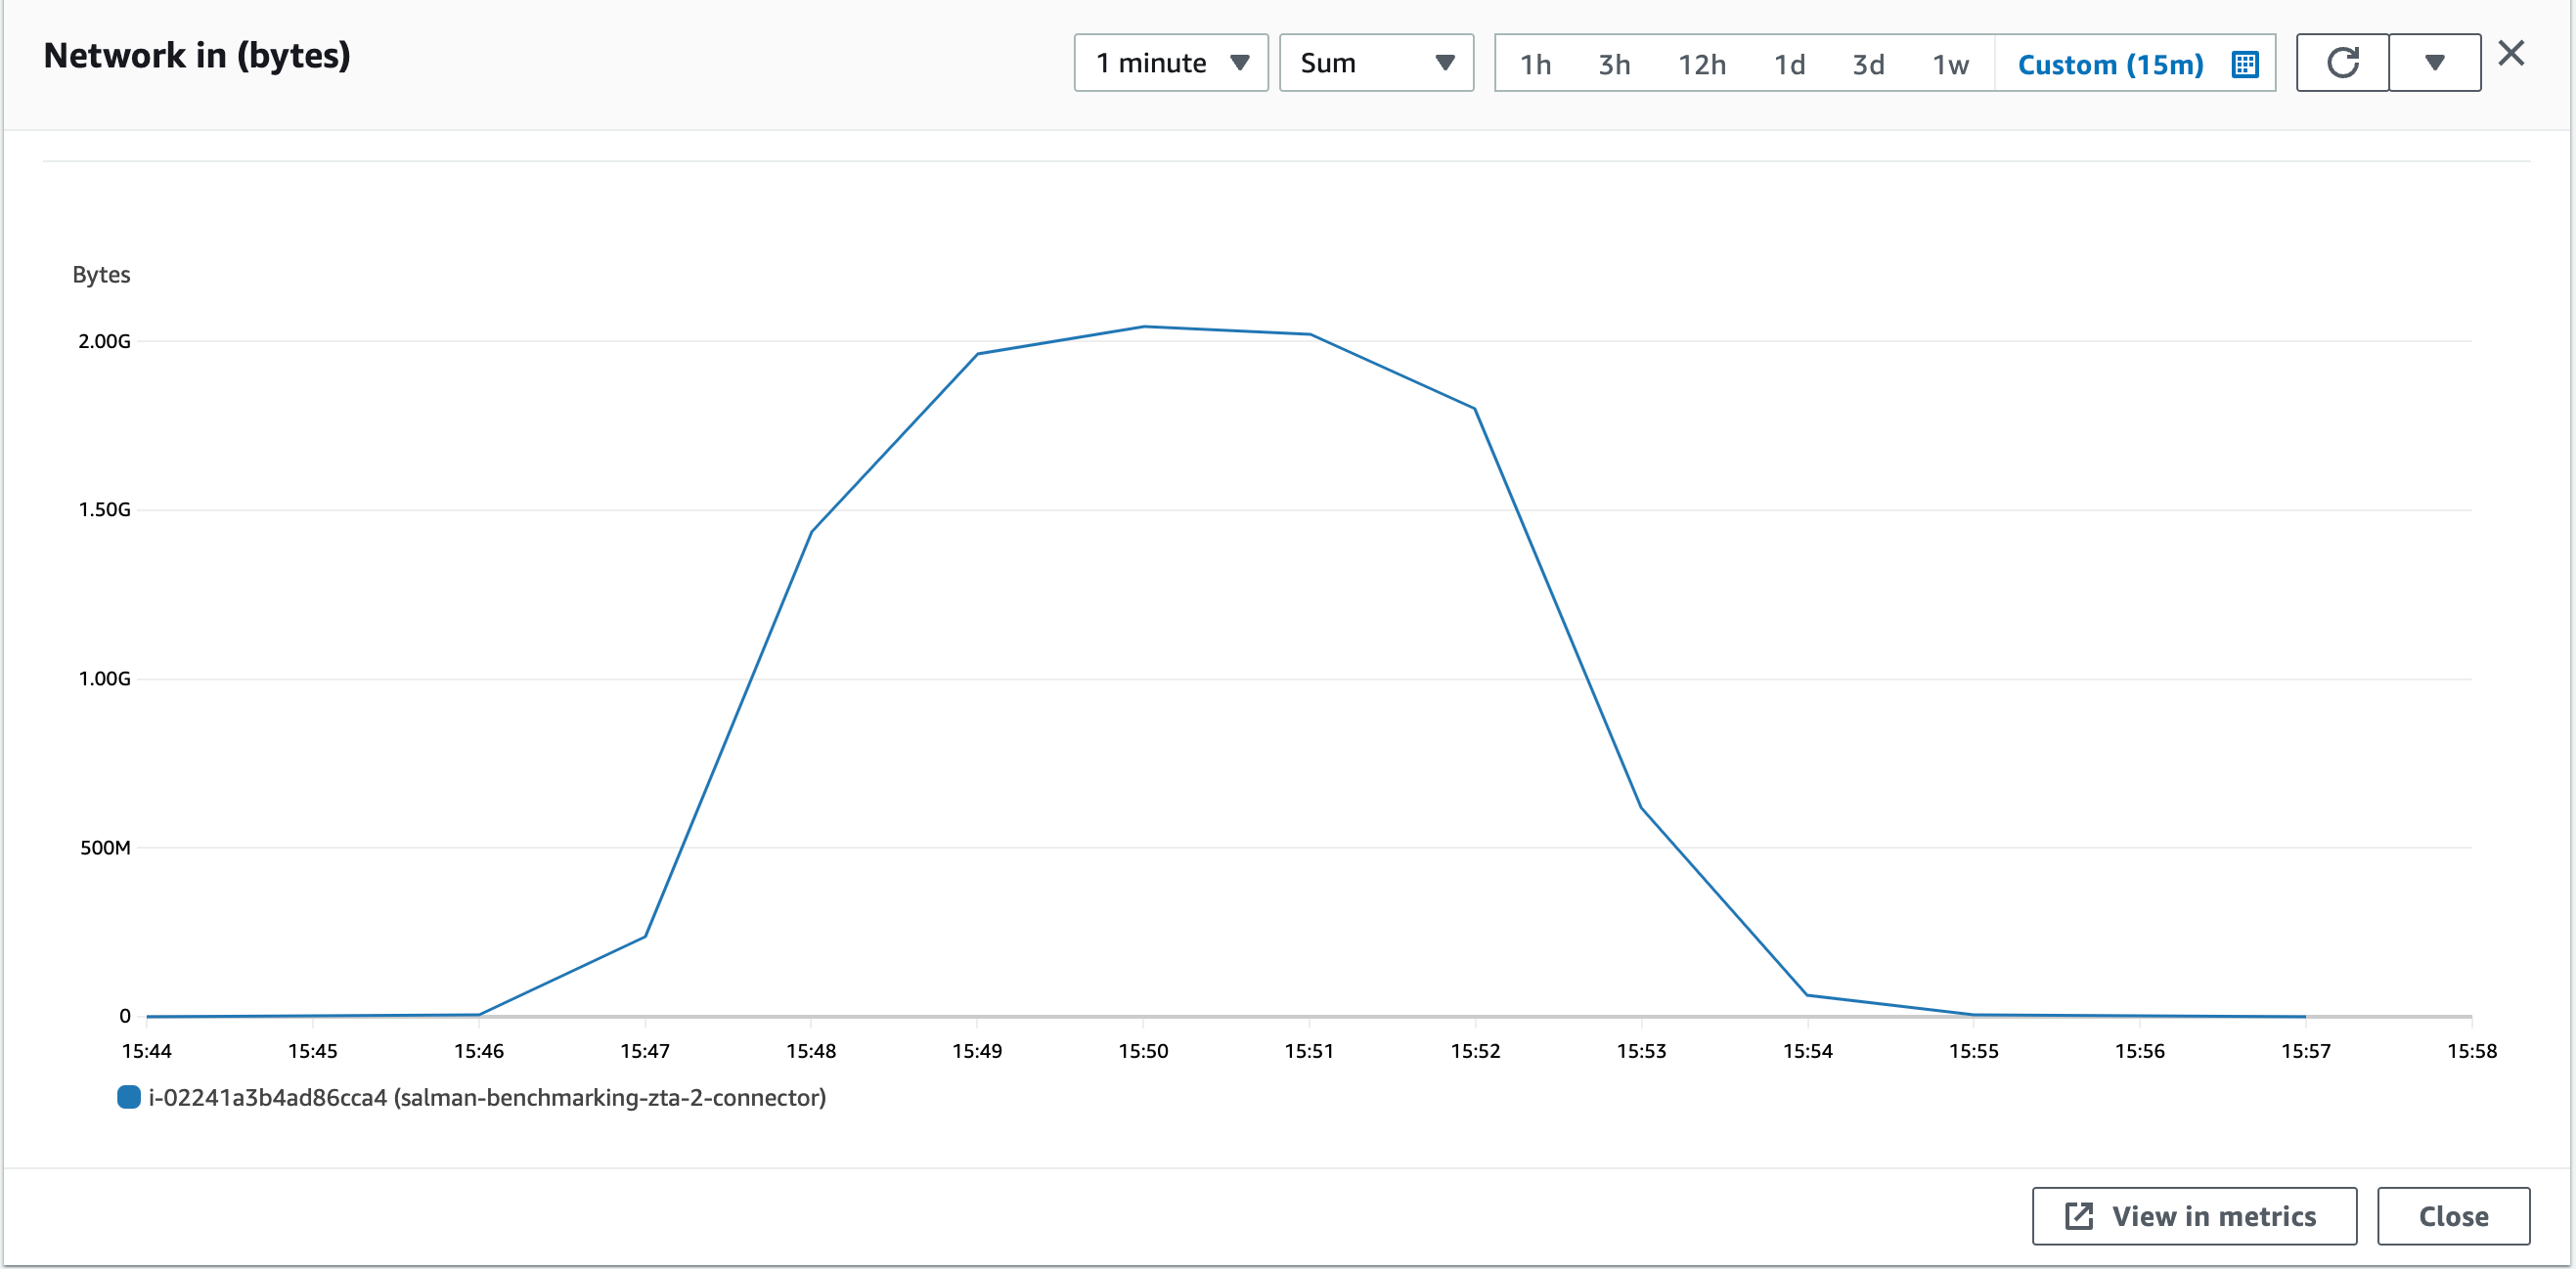 Network in (bytes)
1 minute
Sum
1h 3h 12h 1d 3d 1w Custom (15m)
Bytes
2.00G
1.50G
1.00G
500M
0
15:44 15:45 15:46 15:47 15:48 15:49 15:50 15:51 15:52 15:53 15:54 15:55 15:56 15:57 15:58
i-02241a3b4ad86cca4 (salman-benchmarking-zta-2-connector)
View in metrics
Close